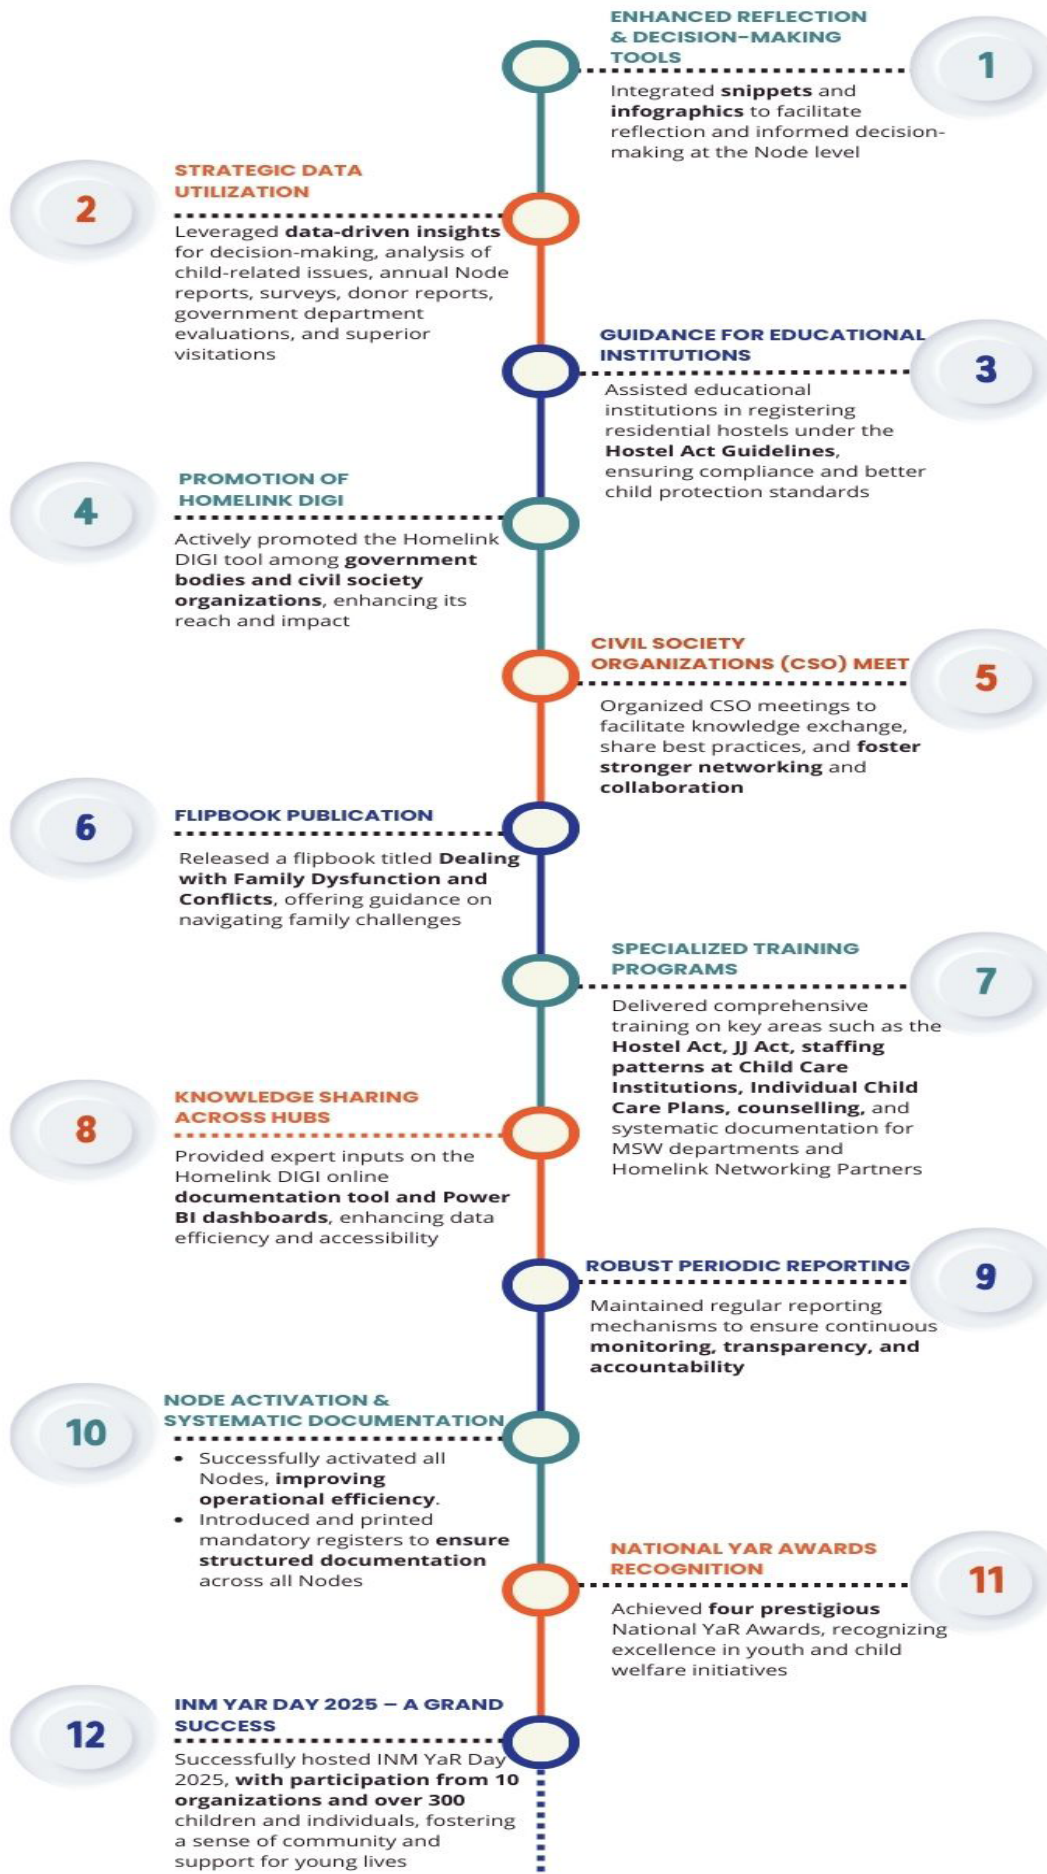 ENHANCED REFLECTION
& DECISION-MAKING
TOOLS
1
Integrated snippets and
infographics to facilitate
reflection and informed decision-
making at the Node level
STRATEGIC DATA
UTILIZATION
2
Leveraged data-driven insights
for decision-making, analysis of
child-related issues, annual Node
reports, surveys, donor reports,
government department
evaluations, and superior
visitations
GUIDANCE FOR EDUCATIONAL
INSTITUTIONS
3
Assisted educational
institutions in registering
residential hostels under the
Hostel Act Guidelines,
ensuring compliance and better
child protection standards
PROMOTION OF
HOMELINK DIGI
4
Actively promoted the Homelink
DIGI tool among government
bodies and civil society
organizations, enhancing its
reach and impact
CIVIL SOCIETY
ORGANIZATIONS (CSO) MEET
5
Organized CSO meetings to
facilitate knowledge exchange,
share best practices, and foster
stronger networking and
collaboration
6
FLIPBOOK PUBLICATION
Released a flipbook titled Dealing
with Family Dysfunction and
Conflicts, offering guidance on
navigating family challenges
SPECIALIZED TRAINING
PROGRAMS
7
Delivered comprehensive
training on key areas such as the
Hostel Act, JJ Act, staffing
patterns at Child Care
Institutions, Individual Child
Care Plans, counselling, and
systematic documentation for
MSW departments and
Homelink Networking Partners
KNOWLEDGE SHARING
ACROSS HUBS
8
Provided expert inputs on the
Homelink DIGI online
documentation tool and Power
BI dashboards, enhancing data
efficiency and accessibility
ROBUST PERIODIC REPORTING
9
Maintained regular reporting
mechanisms to ensure continuous
monitoring, transparency, and
accountability
NODE ACTIVATION &
SYSTEMATIC DOCUMENTATION
10
• Successfully activated all
Nodes, improving
operational efficiency.
• Introduced and printed
mandatory registers to ensure
structured documentation
across all Nodes
NATIONAL YAR AWARDS
RECOGNITION
11
Achieved four prestigious
National YaR Awards, recognizing
excellence in youth and child
welfare initiatives
INM YAR DAY 2025 – A GRAND
SUCCESS
12
Successfully hosted INM YaR Day
2025, with participation from 10
organizations and over 300
children and individuals, fostering
a sense of community and
support for young lives